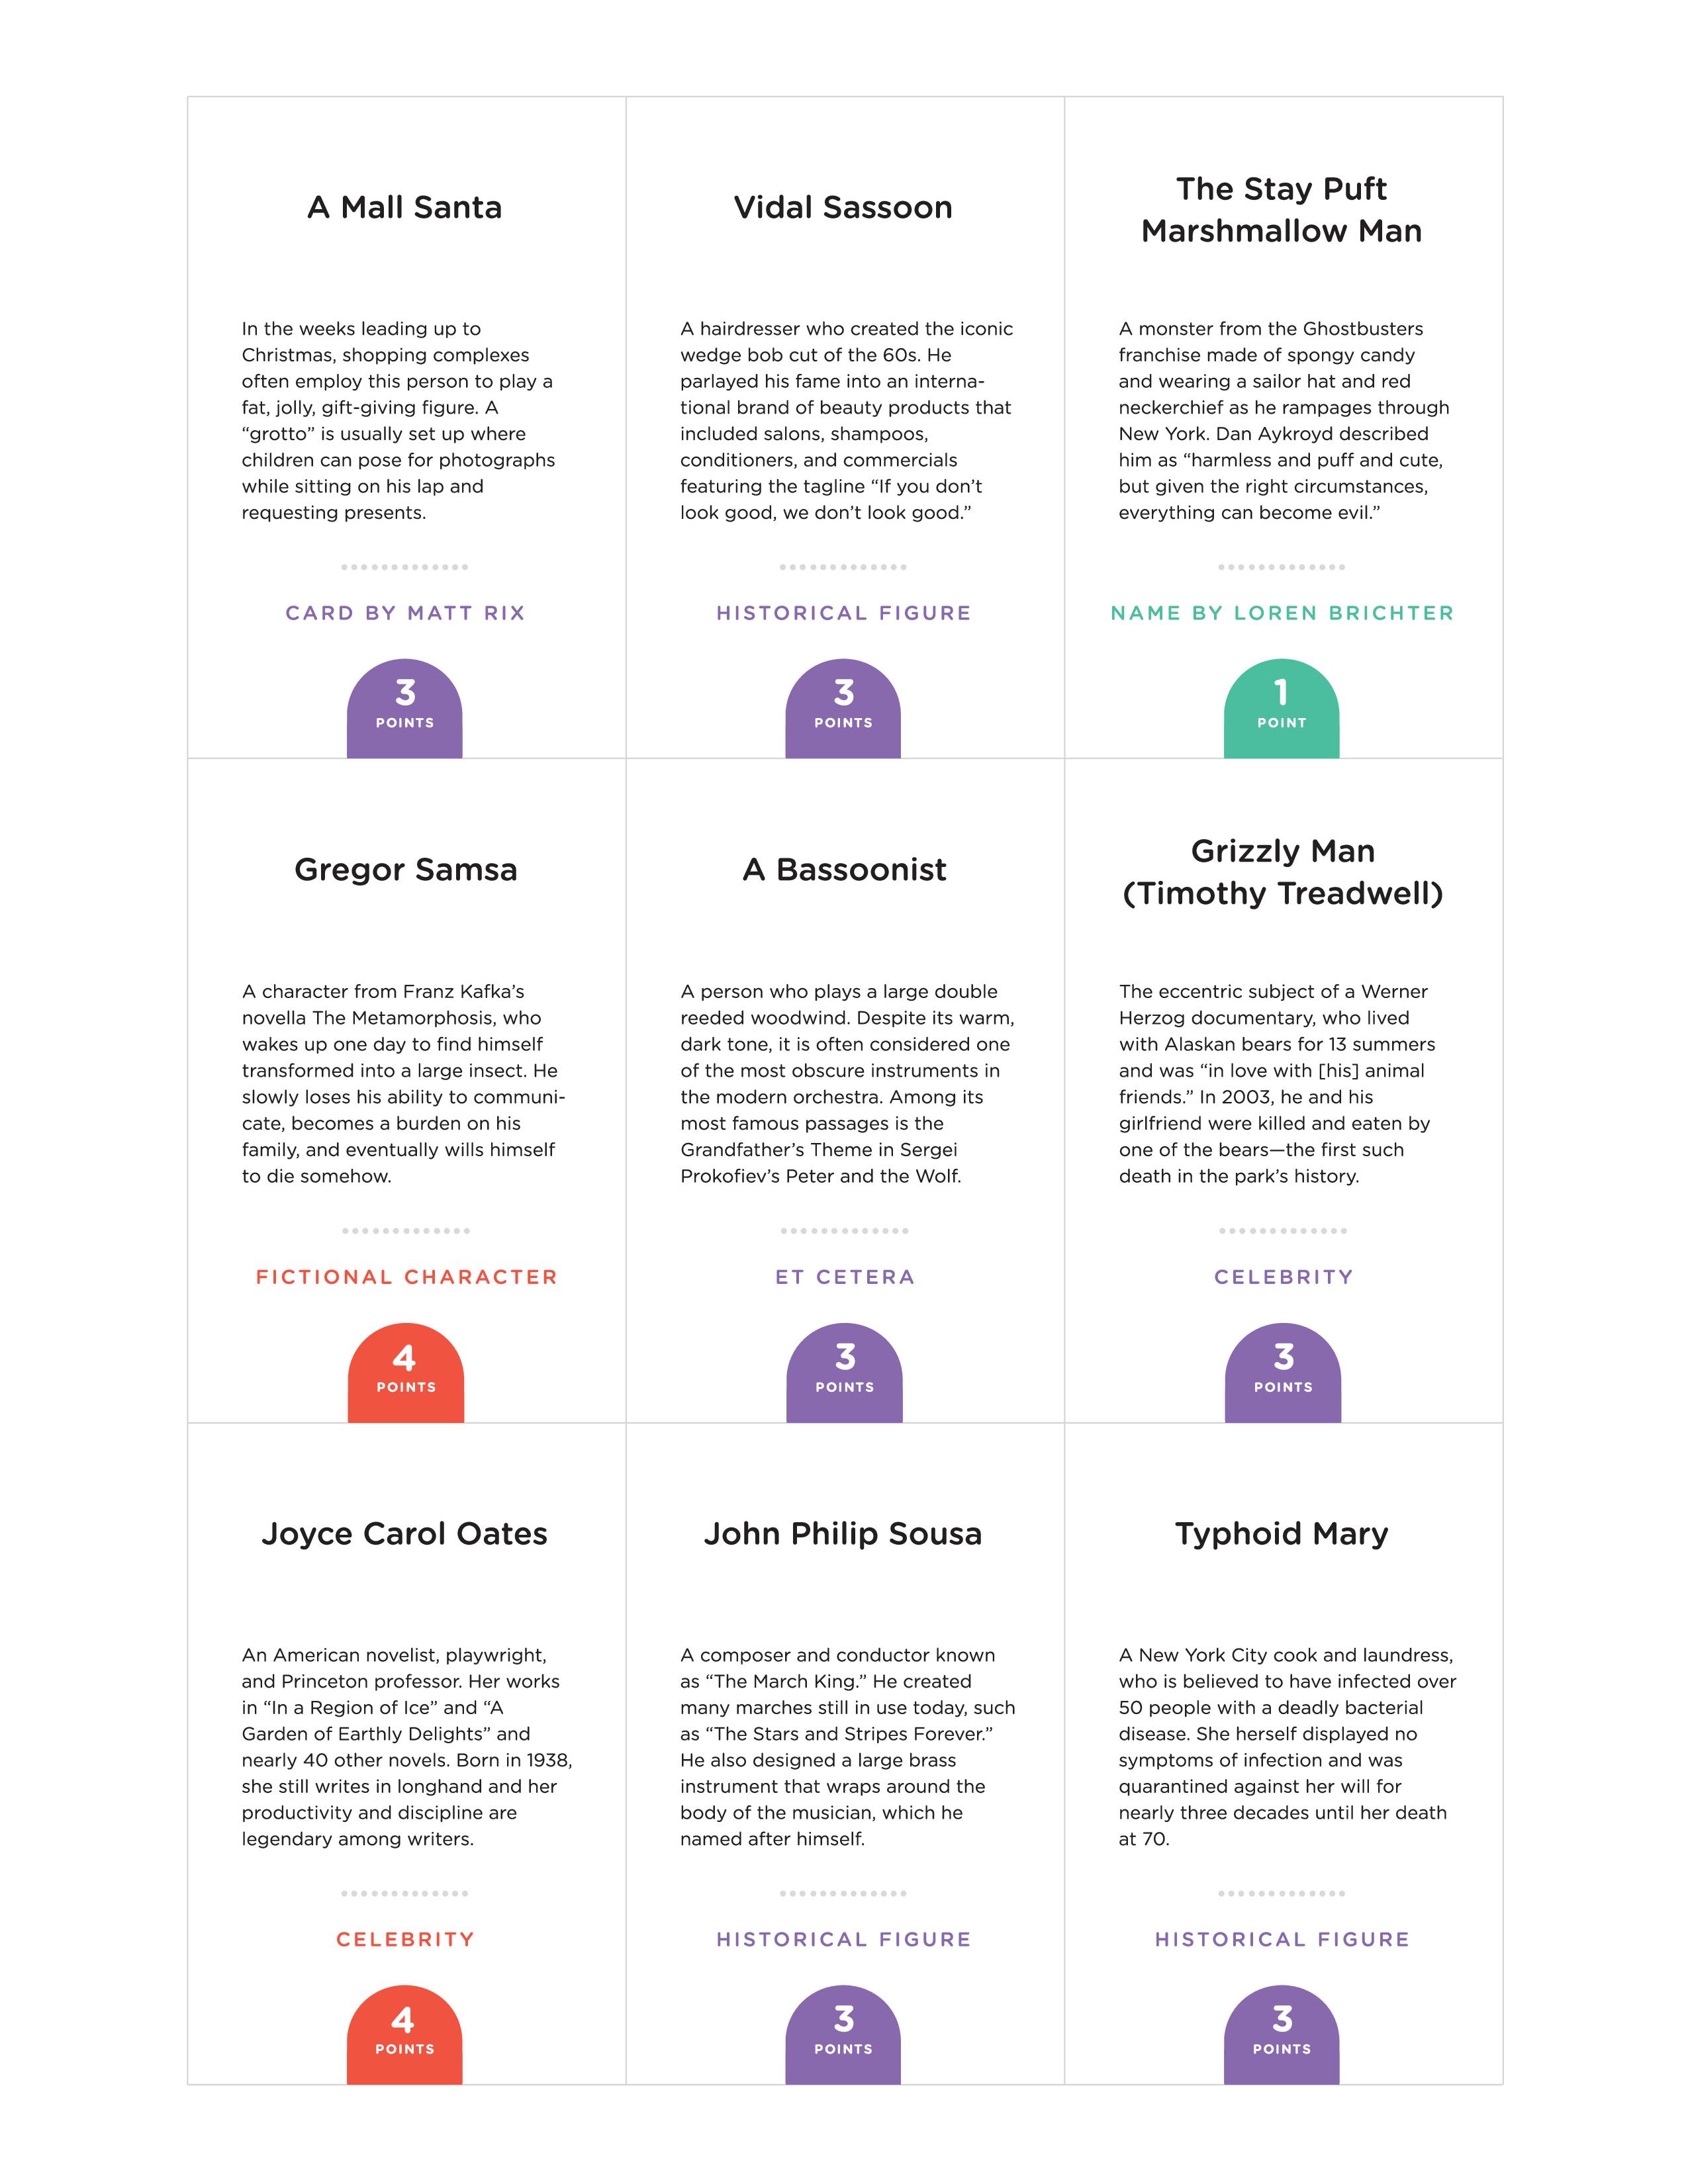 A Mall Santa
In the weeks leading up to
Christmas, shopping complexes
often employ this person to play a
fat, jolly, gift-giving figure. A
“grotto” is usually set up where
children can pose for photographs
while sitting on his lap and
requesting presents.
CARD BY MATT RIX
3
POINTS
Vidal Sassoon
A hairdresser who created the iconic
wedge bob cut of the 60s. He
parlayed his fame into an interna-
tional brand of beauty products that
included salons, shampoos,
conditioners, and commercials
featuring the tagline “If you don’t
look good, we don’t look good.”
HISTORICAL FIGURE
3
POINTS
The Stay Puft
Marshmallow Man
A monster from the Ghostbusters
franchise made of spongy candy
and wearing a sailor hat and red
neckerchief as he rampages through
New York. Dan Aykroyd described
him as “harmless and puff and cute,
but given the right circumstances,
everything can become evil.”
NAME BY LOREN BRICHTER
1
POINT
Gregor Samsa
A character from Franz Kafka’s
novella The Metamorphosis, who
wakes up one day to find himself
transformed into a large insect. He
slowly loses his ability to communi-
cate, becomes a burden on his
family, and eventually wills himself
to die somehow.
FICTIONAL CHARACTER
4
POINTS
A Bassoonist
A person who plays a large double
reeded woodwind. Despite its warm,
dark tone, it is often considered one
of the most obscure instruments in
the modern orchestra. Among its
most famous passages is the
Grandfather’s Theme in Sergei
Prokofiev’s Peter and the Wolf.
ET CETERA
3
POINTS
Grizzly Man
(Timothy Treadwell)
The eccentric subject of a Werner
Herzog documentary, who lived
with Alaskan bears for 13 summers
and was “in love with [his] animal
friends.” In 2003, he and his
girlfriend were killed and eaten by
one of the bears—the first such
death in the park’s history.
CELEBRITY
3
POINTS
Joyce Carol Oates
An American novelist, playwright,
and Princeton professor. Her works
in “In a Region of Ice” and “A
Garden of Earthly Delights” and
nearly 40 other novels. Born in 1938,
she still writes in longhand and her
productivity and discipline are
legendary among writers.
CELEBRITY
4
POINTS
John Philip Sousa
A composer and conductor known
as “The March King.” He created
many marches still in use today, such
as “The Stars and Stripes Forever.”
He also designed a large brass
instrument that wraps around the
body of the musician, which he
named after himself.
HISTORICAL FIGURE
3
POINTS
Typhoid Mary
A New York City cook and laundress,
who is believed to have infected over
50 people with a deadly bacterial
disease. She herself displayed no
symptoms of infection and was
quarantined against her will for
nearly three decades until her death
at 70.
HISTORICAL FIGURE
3
POINTS